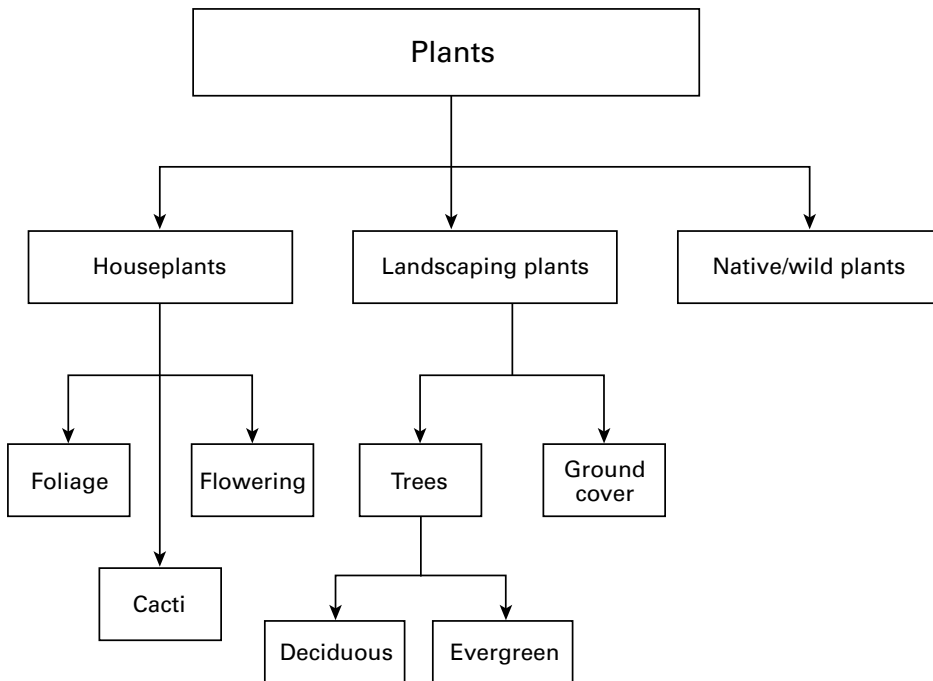 Plants
Houseplants
Landscaping plants
Native/wild plants
Foliage
Flowering
Trees
Ground
cover
Cacti
Deciduous
Evergreen